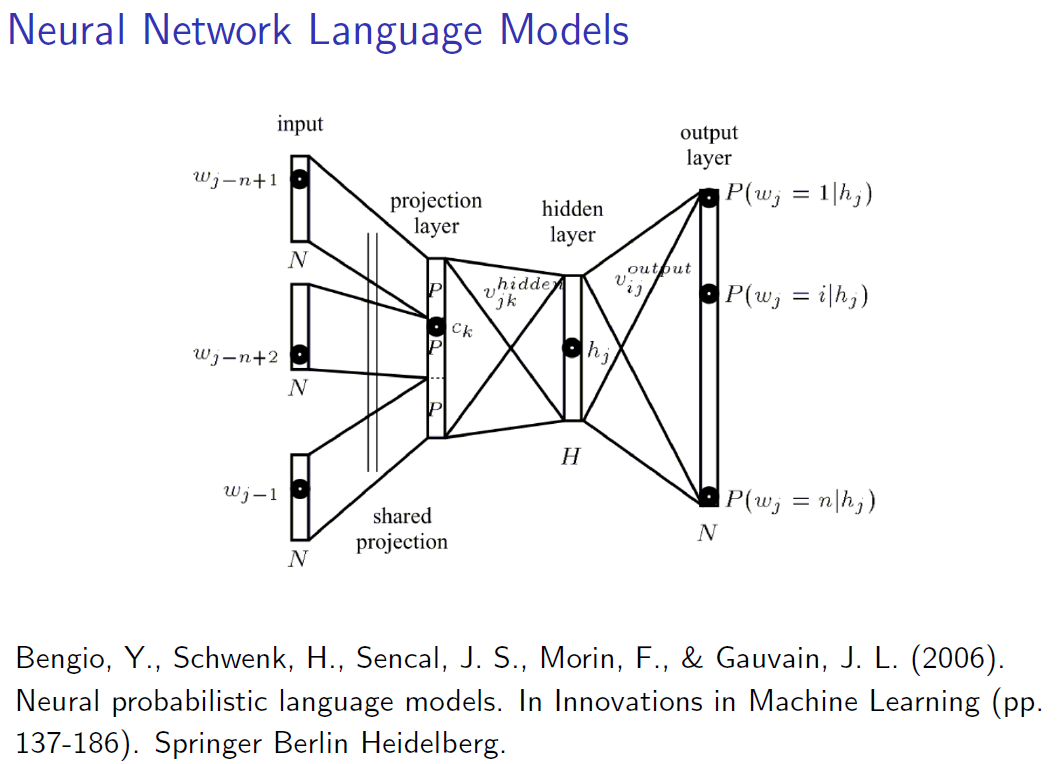 Neural Network Language Models
input
output
layer
w_{j-n+1}
P(w_j = 1|h_j)
projection
layer
hidden
layer
N
P
v_{jk}^{hidden}
v_{ij}^{output}
P(w_j = i|h_j)
c_k
w_{j-n+2}
P
h_j
N
P
H
w_{j-1}
P(w_j = n|h_j)
shared
projection
N
N
Bengio, Y., Schwenk, H., Sencal, J. S., Morin, F., & Gauvain, J. L. (2006).
Neural probabilistic language models. In Innovations in Machine Learning (pp.
137-186). Springer Berlin Heidelberg.